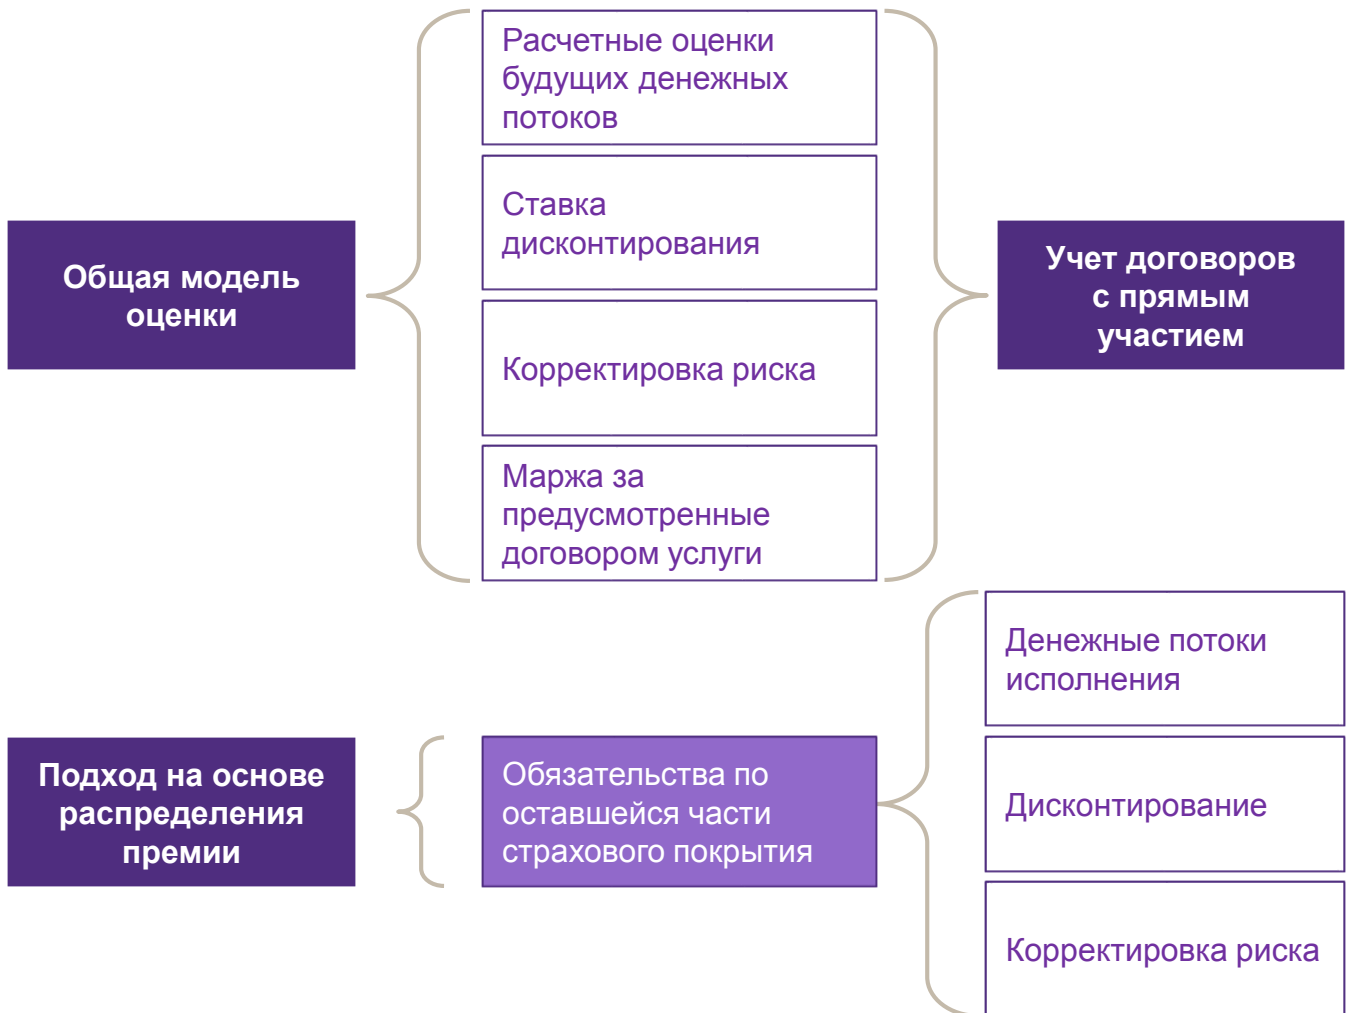 Общая модель
оценки
Расчетные оценки
будущих денежных
потоков
Ставка
дисконтирования
Корректировка риска
Маржа за
предусмотренные
договором услуги
Учет договоров
с прямым
участием
Подход на основе
распределения
премии
Обязательства по
оставшейся части
страхового покрытия
Денежные потоки
исполнения
Дисконтирование
Корректировка риска